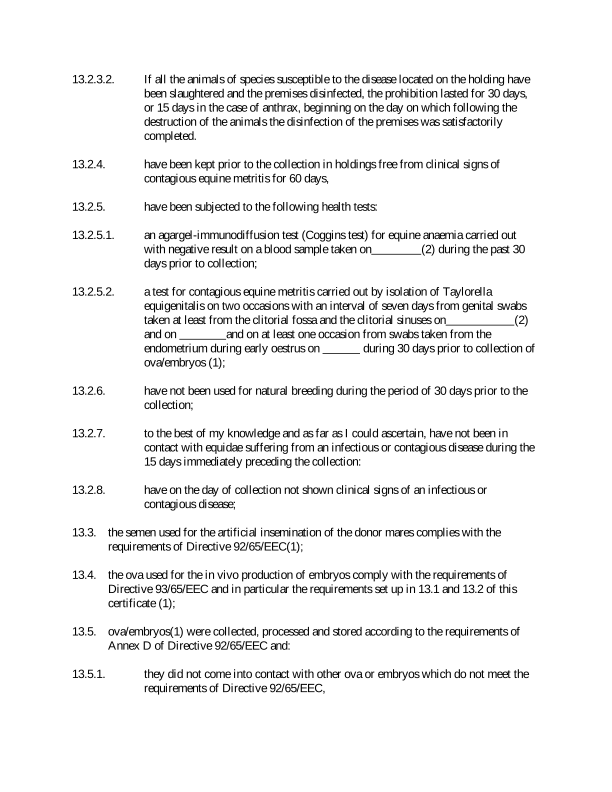 13.2.3.2. If all the animals of species susceptible to the disease located on the holding have
been slaughtered and the premises disinfected, the prohibition lasted for 30 days,
or 15 days in the case of anthrax, beginning on the day on which following the
destruction of the animals the disinfection of the premises was satisfactorily
completed.
13.2.4. have been kept prior to the collection in holdings free from clinical signs of
contagious equine metritis for 60 days,
13.2.5. have been subjected to the following health tests:
13.2.5.1. an agargel-immunodiffusion test (Coggins test) for equine anaemia carried out
with negative result on a blood sample taken on________(2) during the past 30
days prior to collection;
13.2.5.2. a test for contagious equine metritis carried out by isolation of Taylorella
equigenitalis on two occasions with an interval of seven days from genital swabs
taken at least from the clitorial fossa and the clitorial sinuses on___________(2)
and on ________and on at least one occasion from swabs taken from the
endometrium during early oestrus on ______ during 30 days prior to collection of
ova/embryos (1);
13.2.6. have not been used for natural breeding during the period of 30 days prior to the
collection;
13.2.7. to the best of my knowledge and as far as I could ascertain, have not been in
contact with equidae suffering from an infectious or contagious disease during the
15 days immediately preceding the collection:
13.2.8. have on the day of collection not shown clinical signs of an infectious or
contagious disease;
13.3. the semen used for the artificial insemination of the donor mares complies with the
requirements of Directive 92/65/EEC(1);
13.4. the ova used for the in vivo production of embryos comply with the requirements of
Directive 93/65/EEC and in particular the requirements set up in 13.1 and 13.2 of this
certificate (1);
13.5. ova/embryos(1) were collected, processed and stored according to the requirements of
Annex D of Directive 92/65/EEC and:
13.5.1. they did not come into contact with other ova or embryos which do not meet the
requirements of Directive 92/65/EEC,